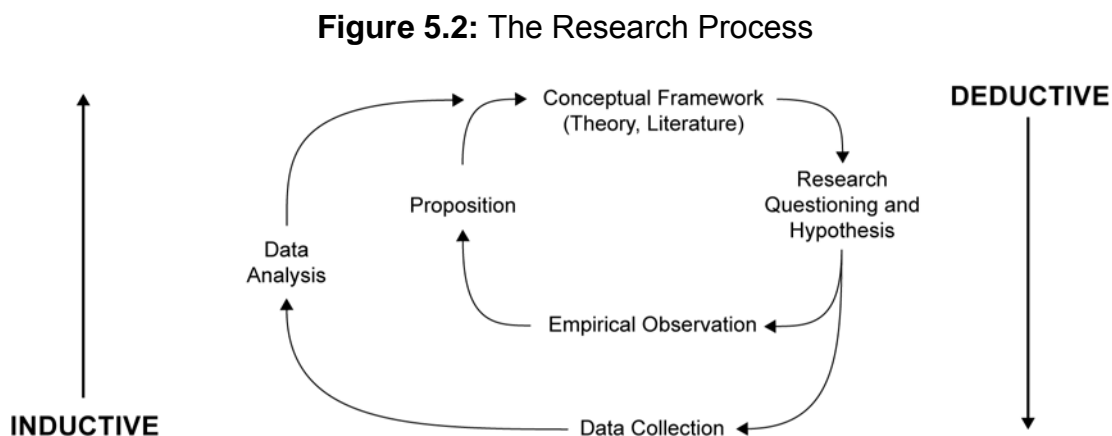 Figure 5.2: The Research Process
Conceptual Framework
(Theory, Literature)
DEDUCTIVE
Research
Questioning and
Hypothesis
Proposition
Data
Analysis
Empirical Observation
INDUCTIVE
Data Collection